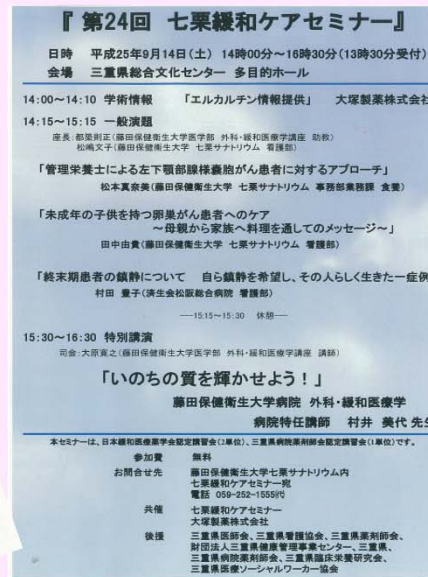 『 第24回 七栗緩和ケアセミナー』
日時 平成25年9月14日(土) 14時00分~16時30分(13時30分受付)
会場 三重県総合文化センター 多目的ホール
14:00~14:10 学術情報 「エルカルチン情報提供」 大塚製薬株式会社
14:15~15:15 一般演題
座長:都築則正(藤田保健衛生大学医学部 外科・緩和医療学講座 助教)
松嶋文子(藤田保健衛生大学 七栗サナトリウム 看護部)
「管理栄養士による左下顎部腺様嚢胞がん患者に対するアプローチ」
松本真奈美(藤田保健衛生大学 七栗サナトリウム 事務部業務課 食養)
「未成年の子供を持つ卵巣がん患者へのケア
~母親から家族へ料理を通してのメッセージ~」
田中由貴(藤田保健衛生大学 七栗サナトリウム 看護部)
「終末期患者の鎮静について 自ら鎮静を希望し、その人らしく生きた一症例
村田 豊子(済生会松阪総合病院 看護部)
—15:15~15:30 休憩—
15:30~16:30 特別講演
司会:大原寛之(藤田保健衛生大学医学部 外科・緩和医療学講座 講師)
「いのちの質を輝かせよう!」
藤田保健衛生大学病院 外科・緩和医療学
病院特任講師 村井 美代 先生
本セミナーは、日本緩和医療薬学会認定講習会(2単位)、三重県病院薬剤師会認定講習会(1単位)です。
参加費 無料
お問合せ先 藤田保健衛生大学七栗サナトリウム内
七栗緩和ケアセミナー宛
電話 059-252-1555㈹
共催 七栗緩和ケアセミナー
大塚製薬株式会社
後援 三重県医師会、三重県看護協会、三重県薬剤師会、
財団法人三重県健康管理事業センター、三重県、
三重県病院薬剤師会、三重県臨床栄養研究会、
三重県医療ソーシャルワーカー協会